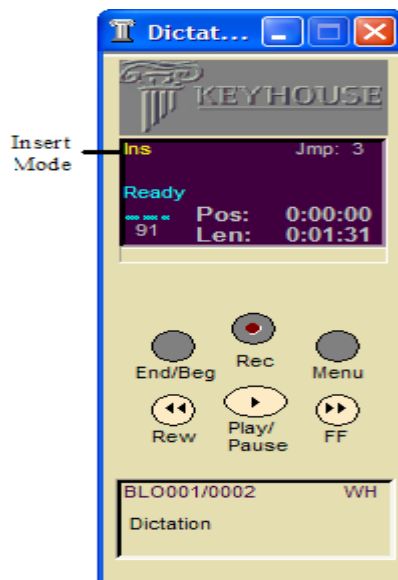 Dictat...
KEYHOUSE
Insert
Mode
Ins Jmp: 3
Ready
Pos: 0:00:00
91 Len: 0:01:31
Rec
End/Beg Menu
Rew Play/ FF
Pause
BLO001/0002 WH
Dictation